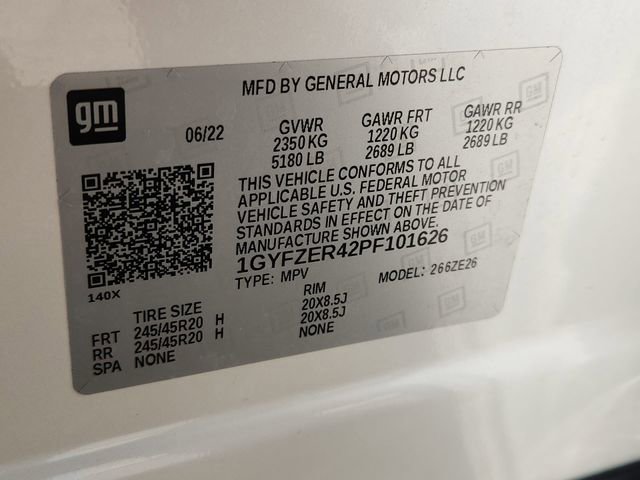 MFD BY GENERAL MOTORS LLC
gm
06/22 GVWR GAWR FRT GAWR RR
2350 KG 1220 KG 1220 KG
5180 LB 2689 LB 2689 LB
THIS VEHICLE CONFORMS TO ALL
APPLICABLE U.S. FEDERAL MOTOR
VEHICLE SAFETY AND THEFT PREVENTION
STANDARDS IN EFFECT ON THE DATE OF
MANUFACTURE SHOWN ABOVE.
1GYFZER42PF101626
TYPE: MPV MODEL: 266ZE26
140X
TIRE SIZE RIM
FRT 245/45R20 H 20X8.5J
RR 245/45R20 H 20X8.5J
SPA NONE NONE